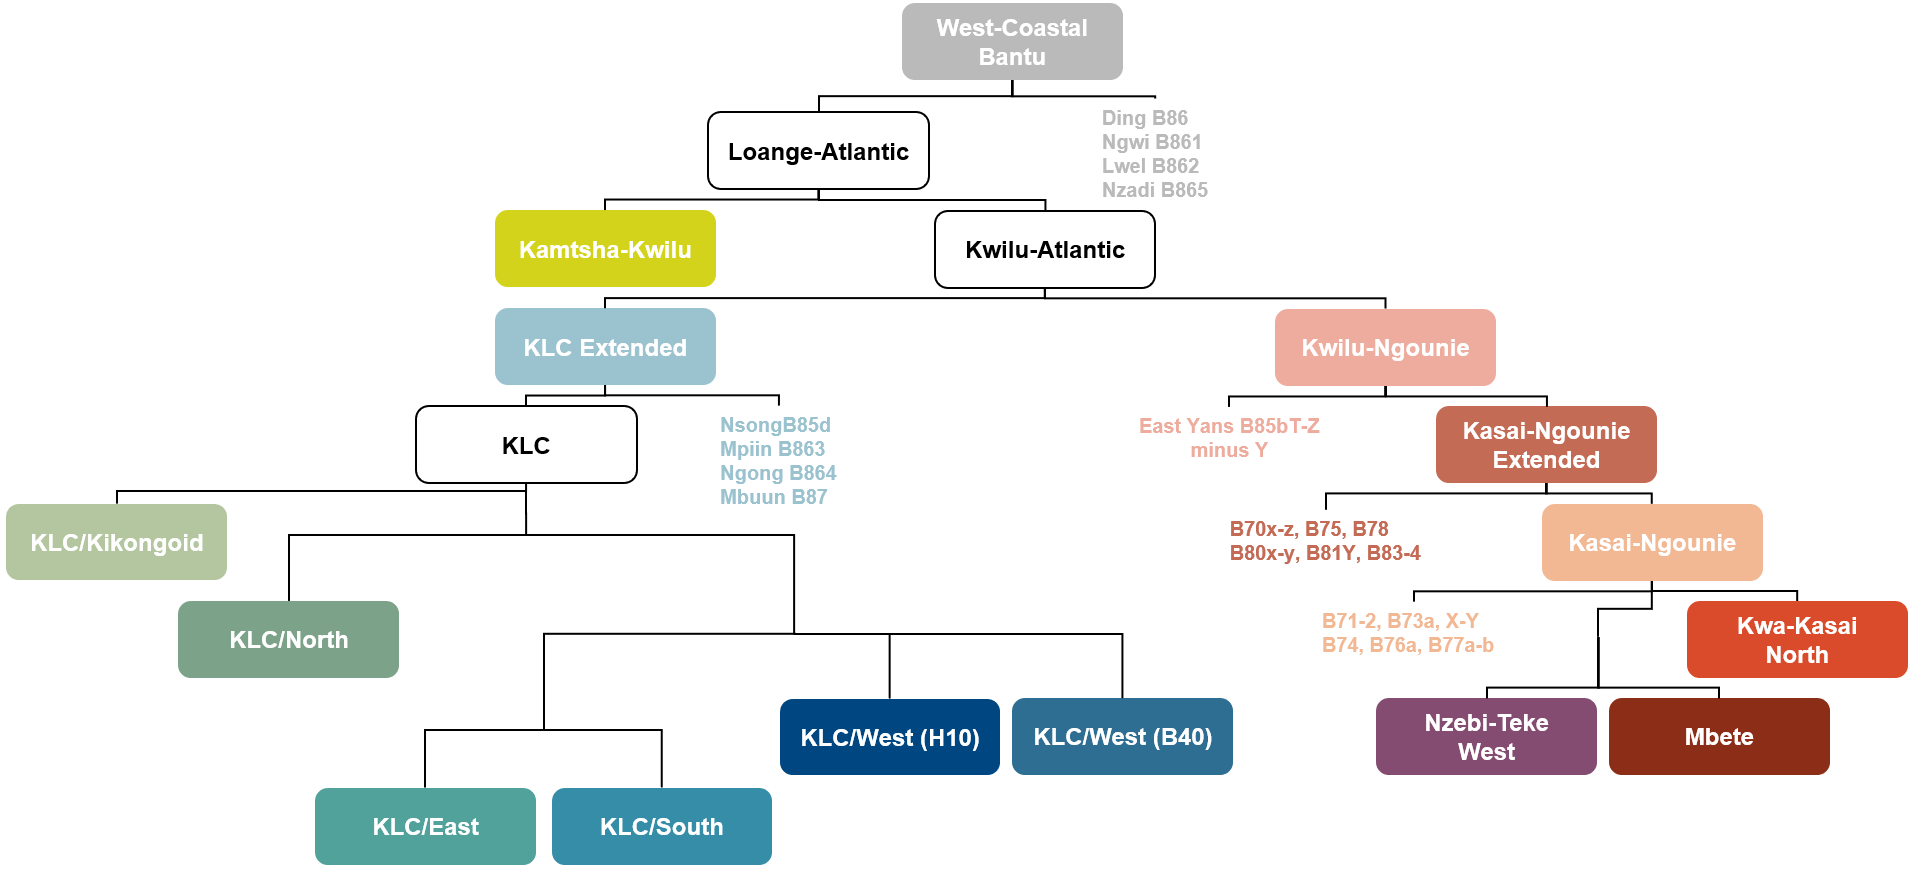 West-Coastal
Bantu
Ding B86
Ngwi B861
Lwel B862
Nzadi B865
Loange-Atlantic
Kamtsha-Kwilu
Kwilu-Atlantic
KLC Extended
Kwilu-Ngounie
KLC
NsongB85d
Mpiin B863
Ngong B864
Mbuun B87
East Yans B85bT-Z
minus Y
Kasai-Ngounie
Extended
KLC/Kikongoid
B70x-z, B75, B78
B80x-y, B81Y, B83-4
Kasai-Ngounie
KLC/North
B71-2, B73a, X-Y
B74, B76a, B77a-b
Kwa-Kasai
North
KLC/West (H10)
KLC/West (B40)
Nzebi-Teke
West
Mbete
KLC/East
KLC/South